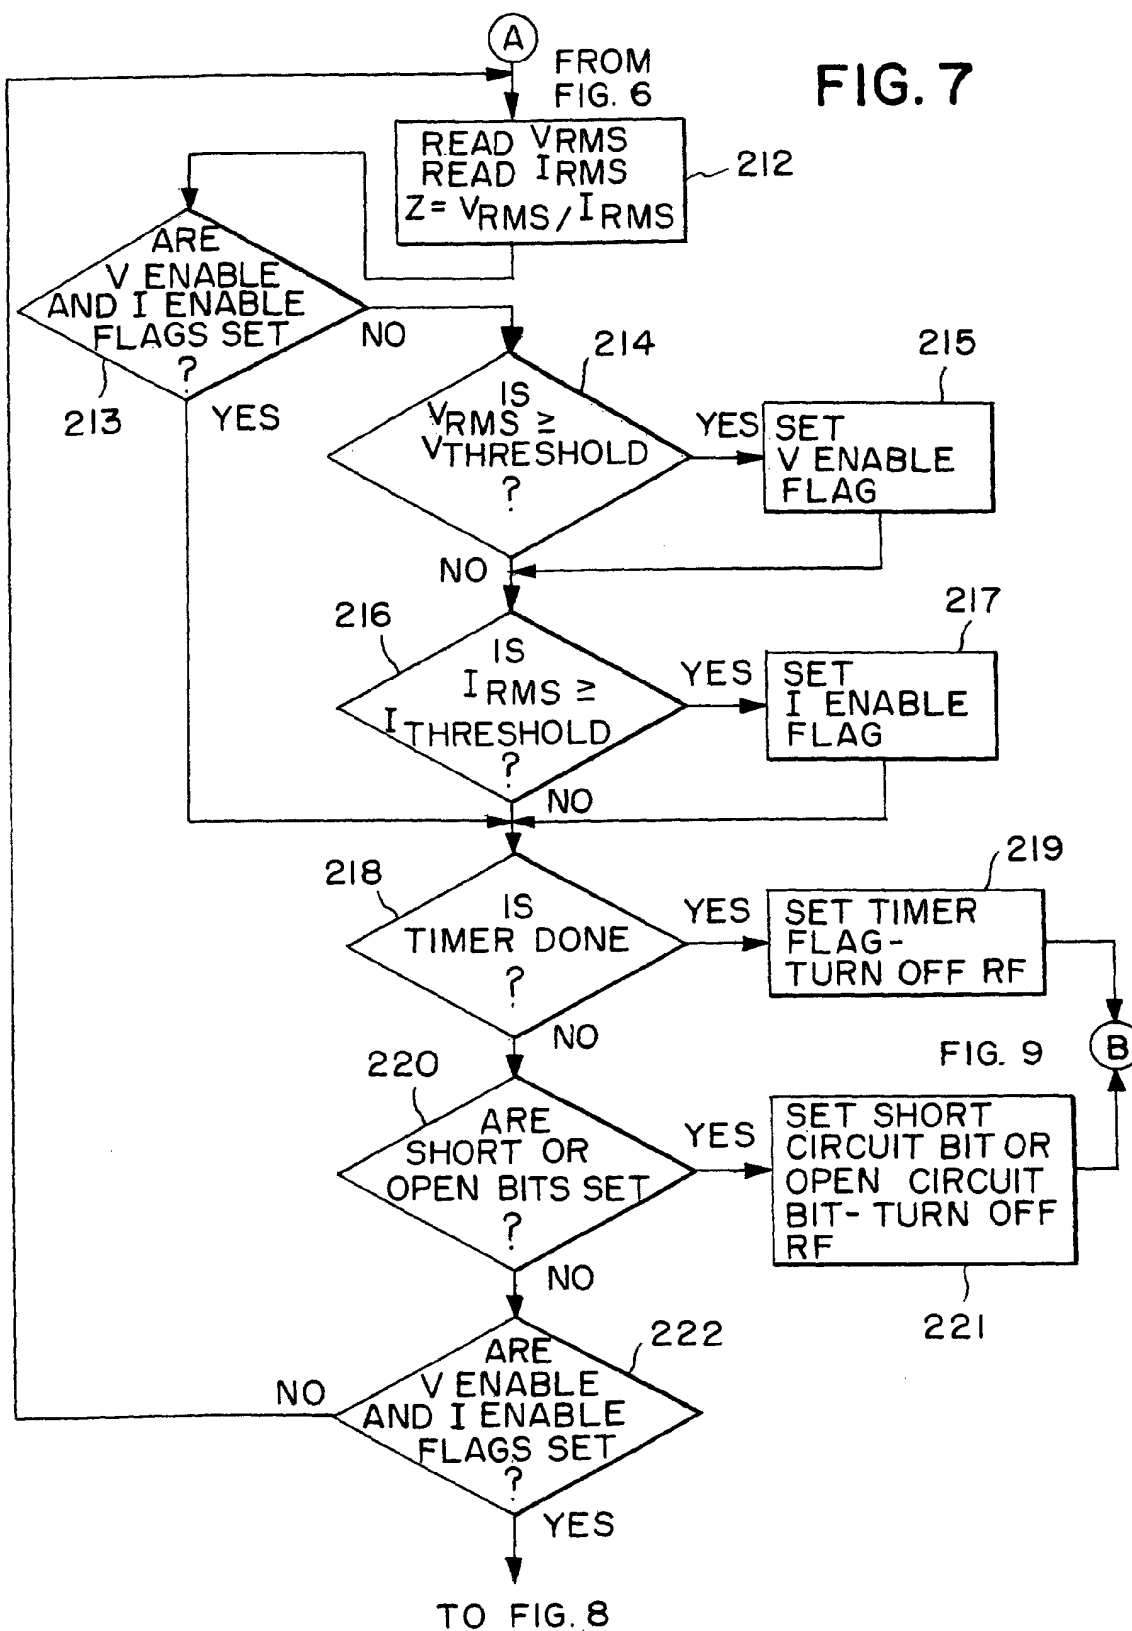 A
FROM
FIG. 6
FIG. 7
READ VRMS
READ IRMS
Z= VRMS/IRMS
212
ARE
V ENABLE
AND I ENABLE
FLAGS SET
?
213
NO
YES
IS
VRMS ≥
VTHRESHOLD
?
214
YES
NO
SET
V ENABLE
FLAG
215
IS
I RMS ≥
I THRESHOLD
?
216
YES
NO
SET
I ENABLE
FLAG
217
IS
TIMER DONE
?
218
YES
NO
SET TIMER
FLAG-
TURN OFF RF
219
FIG. 9
B
ARE
SHORT OR
OPEN BITS SET
?
220
YES
NO
SET SHORT
CIRCUIT BIT OR
OPEN CIRCUIT
BIT- TURN OFF
RF
221
ARE
V ENABLE
AND I ENABLE
FLAGS SET
?
222
NO
YES
TO FIG. 8